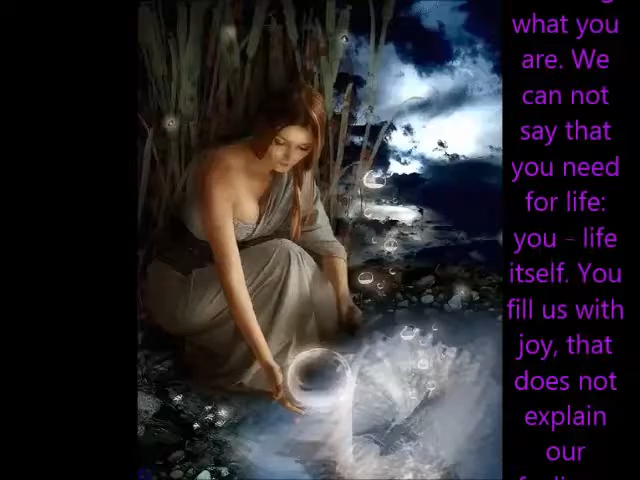 what you
are. We
can not
say that
you need
for life:
you - life
itself. You
fill us with
joy, that
does not
explain
our